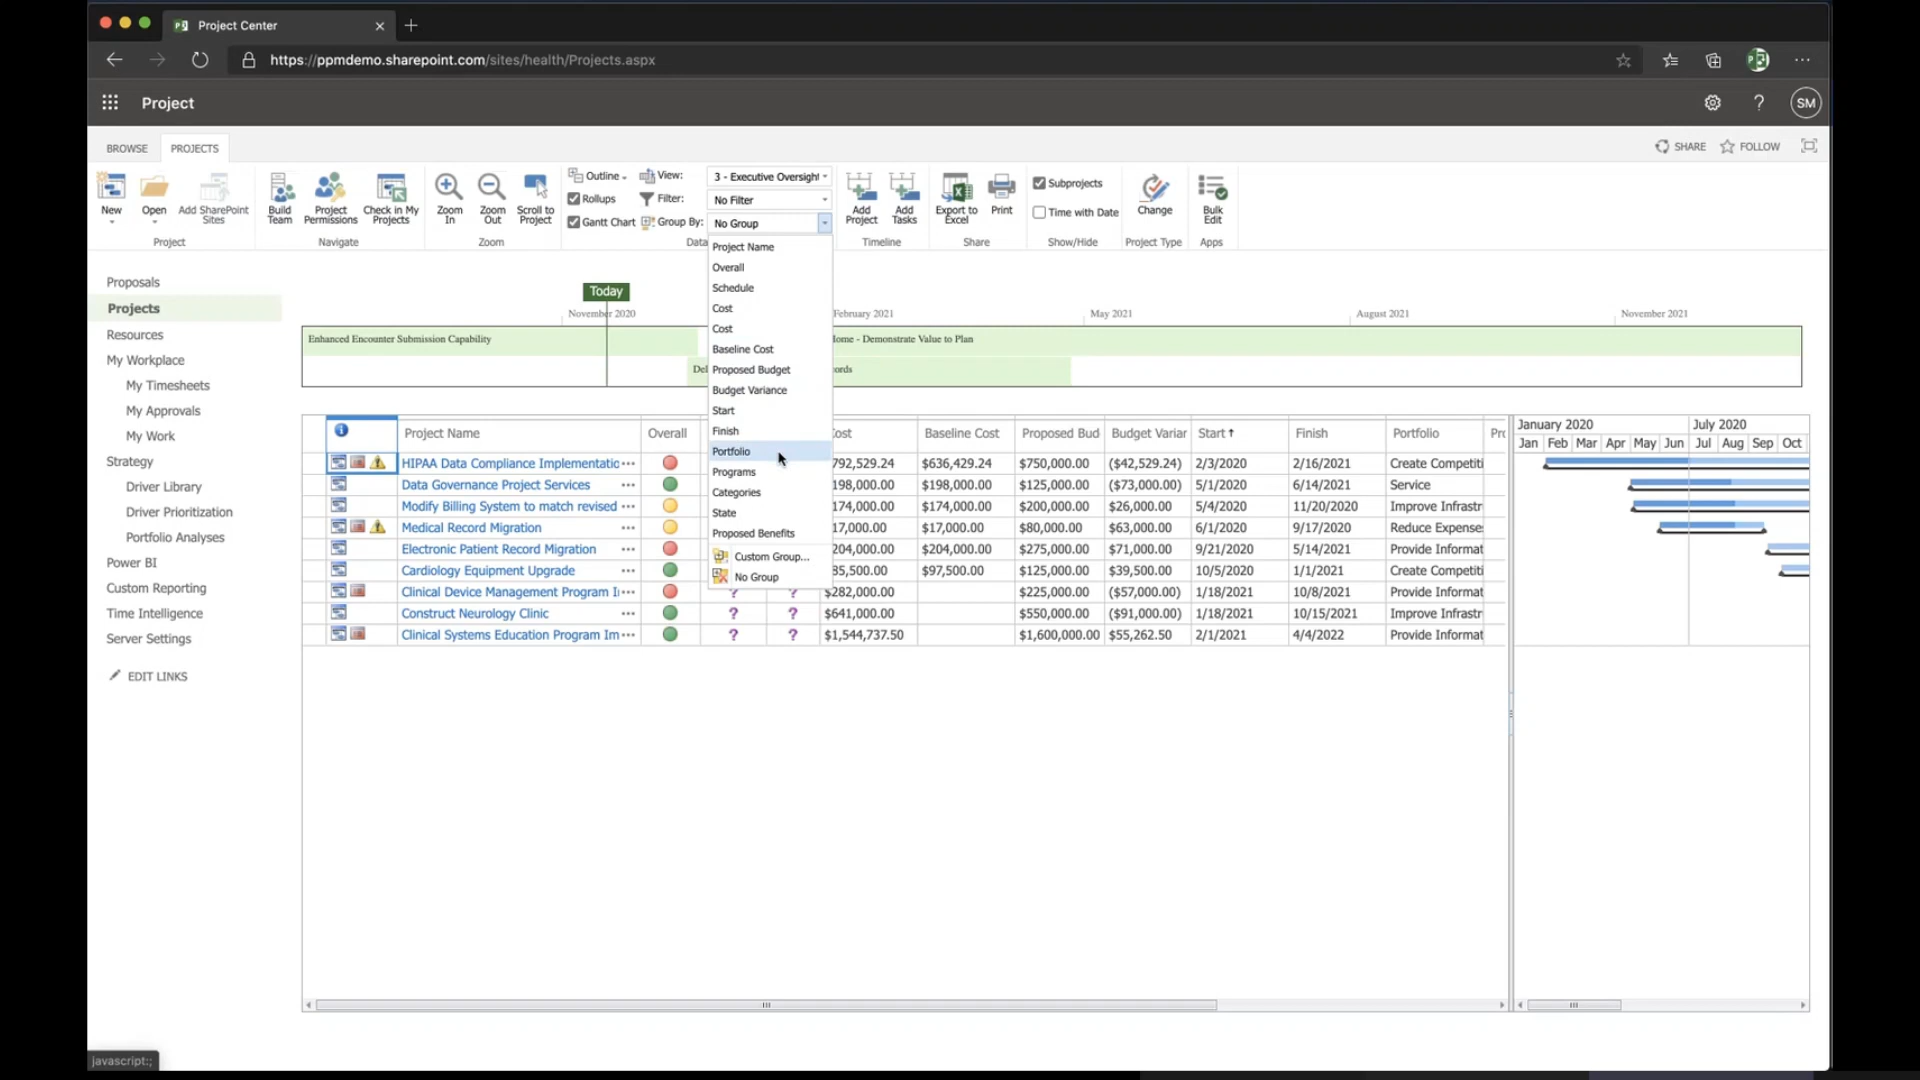 Project Center
https://ppmdemo.sharepoint.com/sites/health/Projects.aspx
Project
SM
BROWSE PROJECTS
SHARE FOLLOW
New
Open
Add SharePoint Sites
Project
Build Team
Project Permissions
Check in My Projects
Navigate
Zoom In
Zoom Out
Scroll to Project
Zoom
Outline
Rollups
Gantt Chart
View: 3 - Executive Oversight
Filter: No Filter
Group By: No Group
Data
Add Project
Add Tasks
Timeline
Export to Excel
Print
Share
Subprojects
Time with Date
Show/Hide
Change
Project Type
Bulk Edit
Apps
Project Name
Overall
Schedule
Cost
Cost
Baseline Cost
Proposed Budget
Budget Variance
Start
Finish
Portfolio
Programs
Categories
State
Proposed Benefits
Custom Group...
No Group
Proposals
Projects
Resources
My Workplace
My Timesheets
My Approvals
My Work
Strategy
Driver Library
Driver Prioritization
Portfolio Analyses
Power BI
Custom Reporting
Time Intelligence
Server Settings
EDIT LINKS
Today
November 2020 February 2021 May 2021 August 2021 November 2021
Enhanced Encounter Submission Capability ome - Demonstrate Value to Plan
Del ords
Project Name Overall ost Baseline Cost Proposed Bud Budget Varian Start Finish Portfolio Pro
January 2020 July 2020
Jan Feb Mar Apr May Jun Jul Aug Sep Oct
HIPAA Data Compliance Implementatic ... 792,529.24 $636,429.24 $750,000.00 ($42,529.24) 2/3/2020 2/16/2021 Create Competiti
Data Governance Project Services ... 198,000.00 $198,000.00 $125,000.00 ($73,000.00) 5/1/2020 6/14/2021 Service
Modify Billing System to match revised ... 174,000.00 $174,000.00 $200,000.00 $26,000.00 5/4/2020 11/20/2020 Improve Infrastr
Medical Record Migration ... 17,000.00 $17,000.00 $80,000.00 $63,000.00 6/1/2020 9/17/2020 Reduce Expense
Electronic Patient Record Migration ... 204,000.00 $204,000.00 $275,000.00 $71,000.00 9/21/2020 5/14/2021 Provide Informat
Cardiology Equipment Upgrade ... 85,500.00 $97,500.00 $125,000.00 $39,500.00 10/5/2020 1/1/2021 Create Competiti
Clinical Device Management Program I ... ? ? $282,000.00 $225,000.00 ($57,000.00) 1/18/2021 10/8/2021 Provide Informat
Construct Neurology Clinic ... ? ? $641,000.00 $550,000.00 ($91,000.00) 1/18/2021 10/15/2021 Improve Infrastr
Clinical Systems Education Program Im ... ? ? $1,544,737.50 $1,600,000.00 $55,262.50 2/1/2021 4/4/2022 Provide Informat
javascript:;